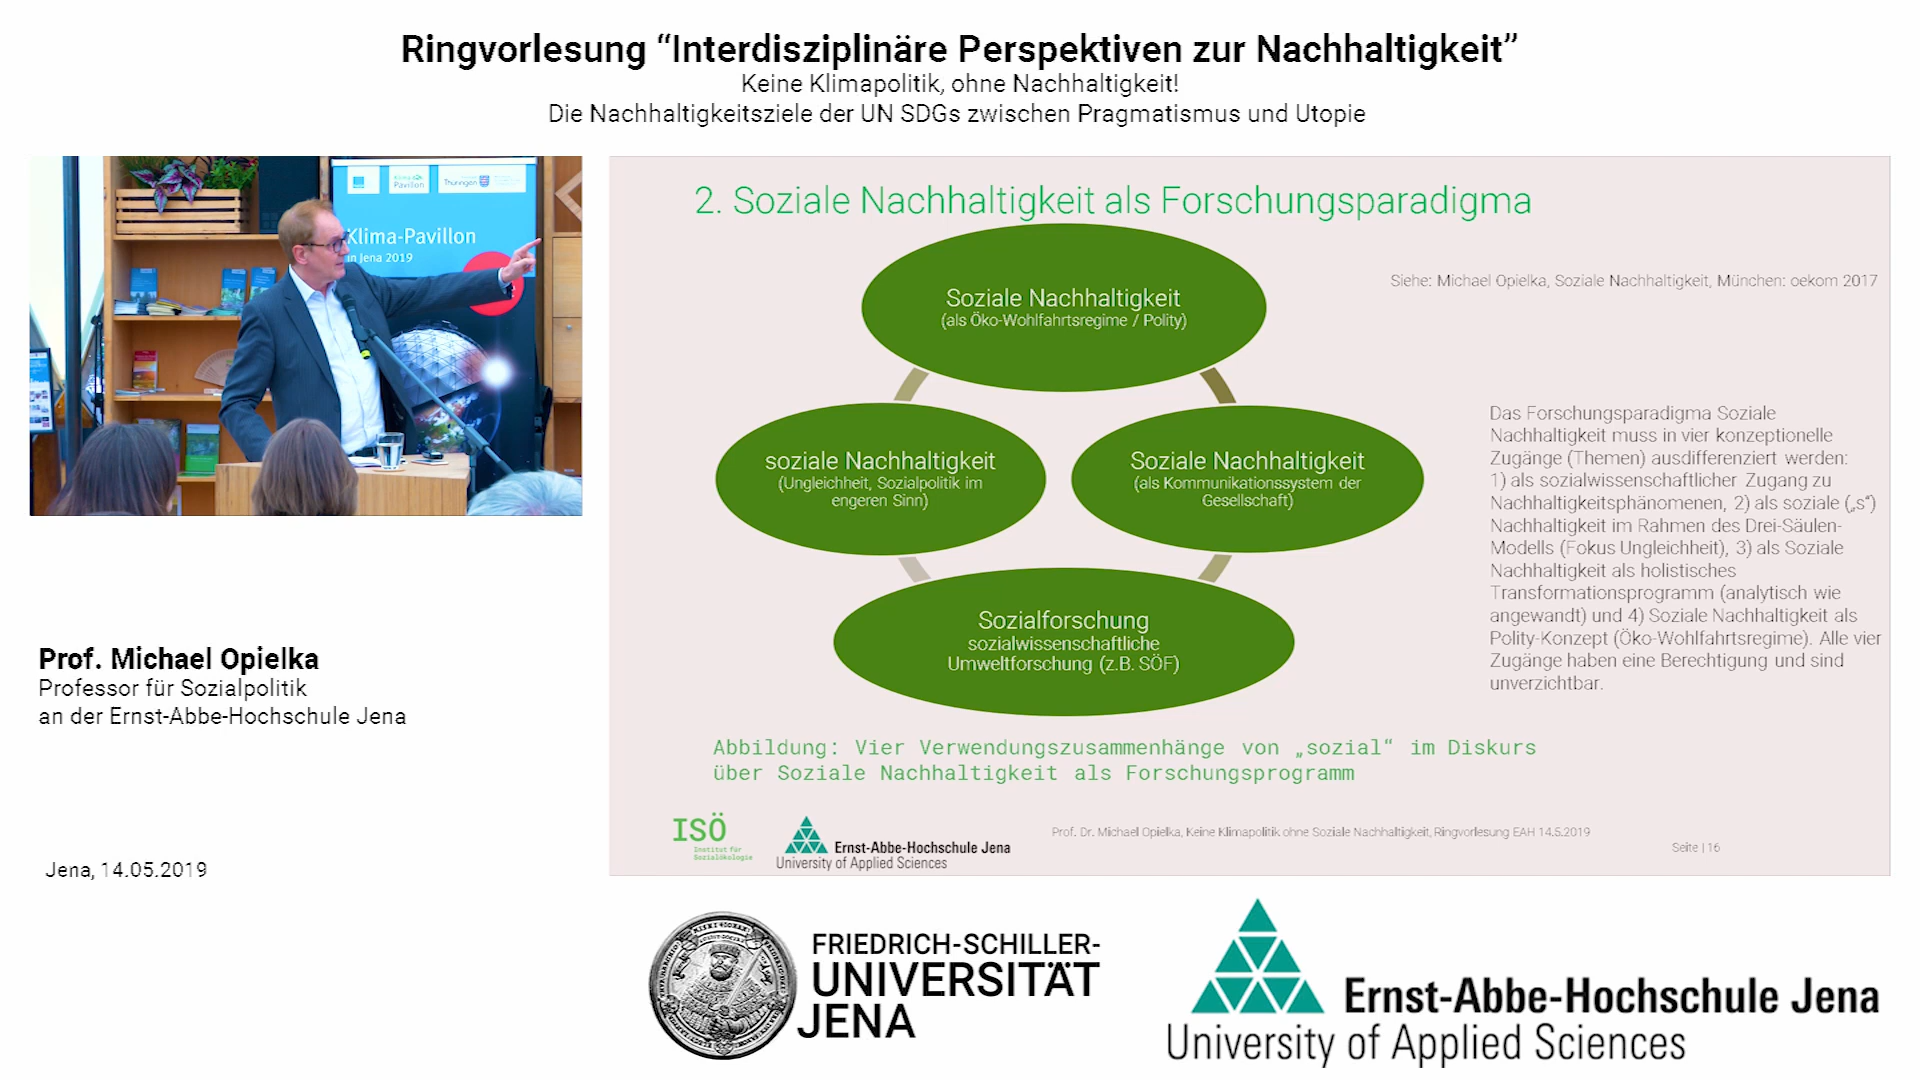 Ringvorlesung “Interdisziplinäre Perspektiven zur Nachhaltigkeit”
Keine Klimapolitik, ohne Nachhaltigkeit!
Die Nachhaltigkeitsziele der UN SDGs zwischen Pragmatismus und Utopie
Klima-Pavillon
in Jena 2019
Pavillon
Thüringen
Prof. Michael Opielka
Professor für Sozialpolitik
an der Ernst-Abbe-Hochschule Jena
Jena, 14.05.2019
2. Soziale Nachhaltigkeit als Forschungsparadigma
Siehe: Michael Opielka, Soziale Nachhaltigkeit, München: oekom 2017
Soziale Nachhaltigkeit
(als Öko-Wohlfahrtsregime / Polity)
soziale Nachhaltigkeit
(Ungleichheit, Sozialpolitik im
engeren Sinn)
Soziale Nachhaltigkeit
(als Kommunikationssystem der
Gesellschaft)
Sozialforschung
sozialwissenschaftliche
Umweltforschung (z.B. SÖF)
Das Forschungsparadigma Soziale
Nachhaltigkeit muss in vier konzeptionelle
Zugänge (Themen) ausdifferenziert werden:
1) als sozialwissenschaftlicher Zugang zu
Nachhaltigkeitsphänomenen, 2) als soziale („s“)
Nachhaltigkeit im Rahmen des Drei-Säulen-
Modells (Fokus Ungleichheit), 3) als Soziale
Nachhaltigkeit als holistisches
Transformationsprogramm (analytisch wie
angewandt) und 4) Soziale Nachhaltigkeit als
Polity-Konzept (Öko-Wohlfahrtsregime). Alle vier
Zugänge haben eine Berechtigung und sind
unverzichtbar.
Abbildung: Vier Verwendungszusammenhänge von „sozial“ im Diskurs
über Soziale Nachhaltigkeit als Forschungsprogramm
ISÖ
Institut für
Sozialökologie
Ernst-Abbe-Hochschule Jena
University of Applied Sciences
Prof. Dr. Michael Opielka, Keine Klimapolitik ohne Soziale Nachhaltigkeit, Ringvorlesung EAH 14.5.2019
Seite | 16
FRIEDRICH-SCHILLER-
UNIVERSITÄT
JENA
Ernst-Abbe-Hochschule Jena
University of Applied Sciences